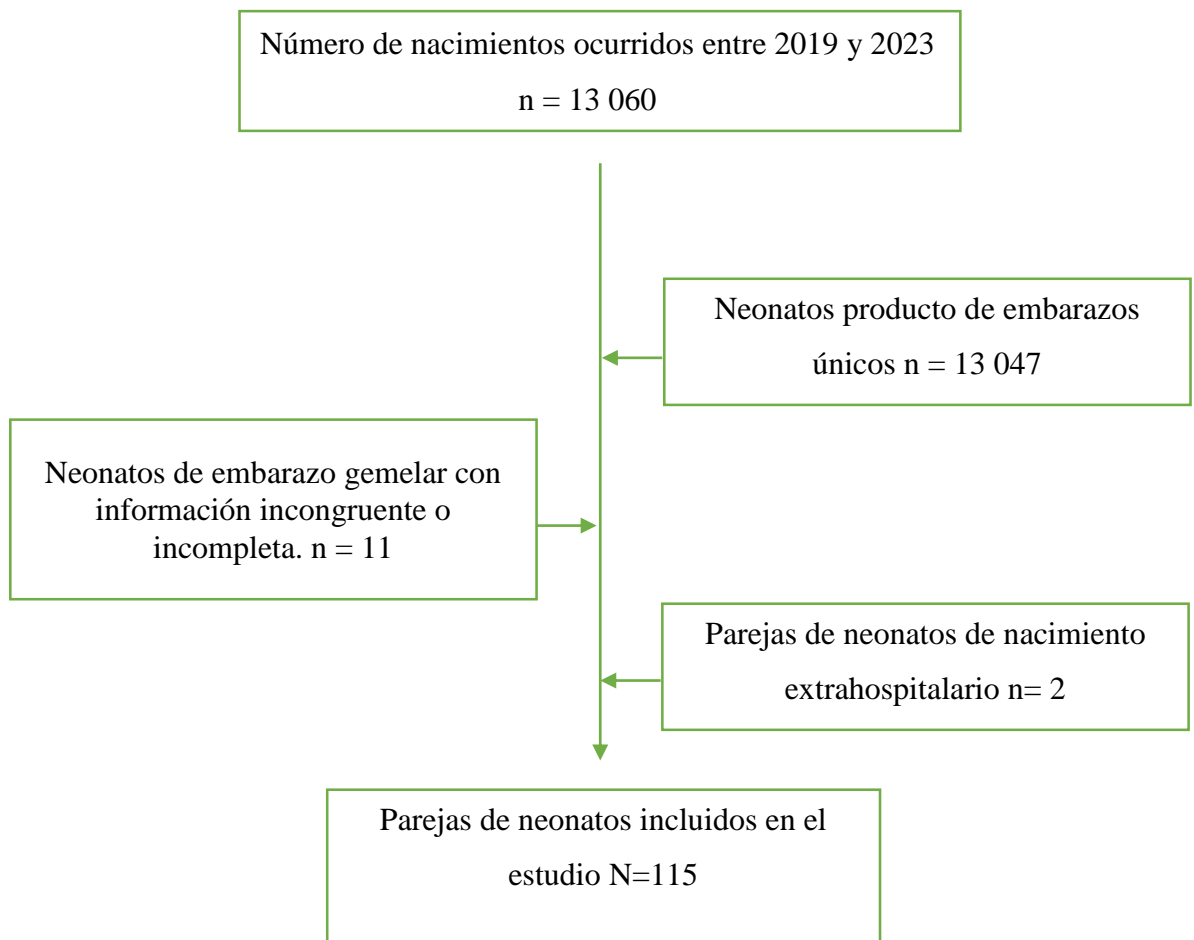 Número de nacimientos ocurridos entre 2019 y 2023
n = 13 060
Neonatos producto de embarazos
únicos n = 13 047
Neonatos de embarazo gemelar con
información incongruente o
incompleta. n = 11
Parejas de neonatos de nacimiento
extrahospitalario n= 2
Parejas de neonatos incluidos en el
estudio N=115